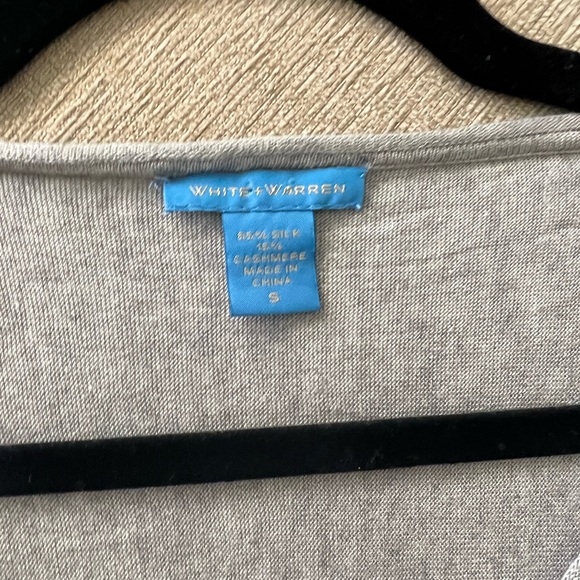 WHITE + WARREN
85% SILK
15%
CASHMERE
MADE IN
CHINA
S